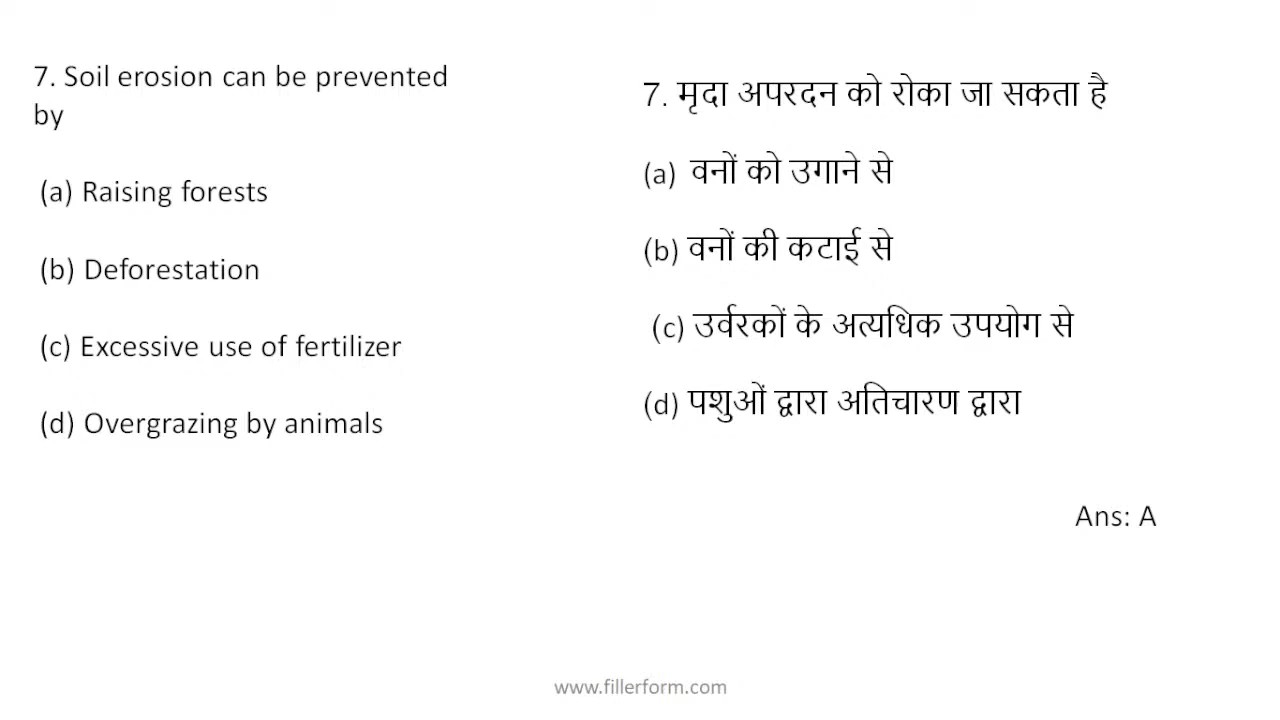 7. Soil erosion can be prevented
by
(a) Raising forests
(b) Deforestation
(c) Excessive use of fertilizer
(d) Overgrazing by animals
7. मृदा अपरदन को रोका जा सकता है
(a) वनों को उगाने से
(b) वनों की कटाई से
(c) उर्वरकों के अत्यधिक उपयोग से
(d) पशुओं द्वारा अतिचारण द्वारा
Ans: A
www.fillerform.com